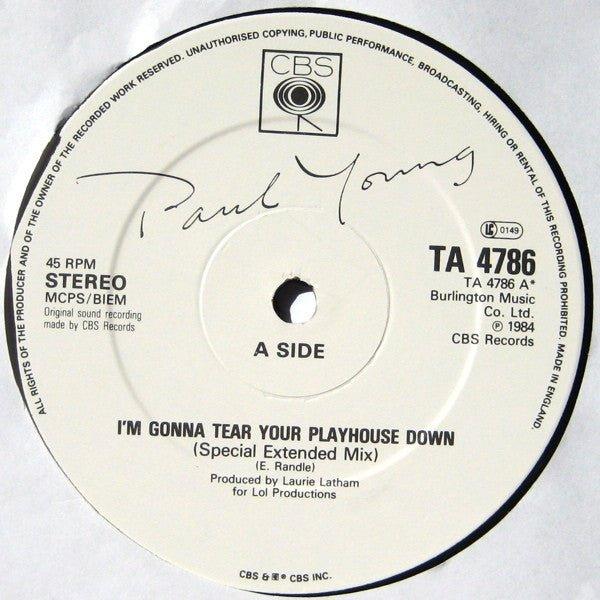 ALL RIGHTS OF THE PRODUCER AND OF THE OWNER OF THE RECORDED WORK RESERVED. UNAUTHORISED COPYING, PUBLIC PERFORMANCE, BROADCASTING, HIRING OR RENTAL OF THIS RECORDING PROHIBITED. MADE IN ENGLAND.
CBS
Paul Young
LC 0149
45 RPM
STEREO
MCPS/BIEM
Original sound recording
made by CBS Records
TA 4786
TA 4786 A*
Burlington Music
Co. Ltd.
℗ 1984
CBS Records
A SIDE
I'M GONNA TEAR YOUR PLAYHOUSE DOWN
(Special Extended Mix)
(E. Randle)
Produced by Laurie Latham
for Lol Productions
CBS & ® CBS INC.